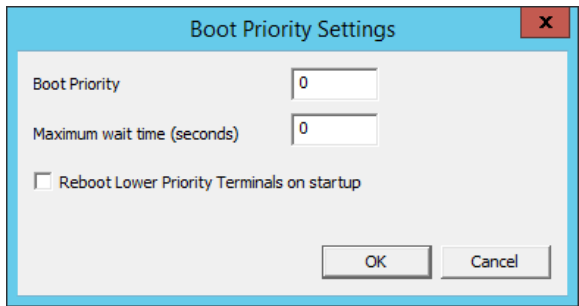 Boot Priority Settings
x
Boot Priority 0
Maximum wait time (seconds) 0
Reboot Lower Priority Terminals on startup
OK Cancel